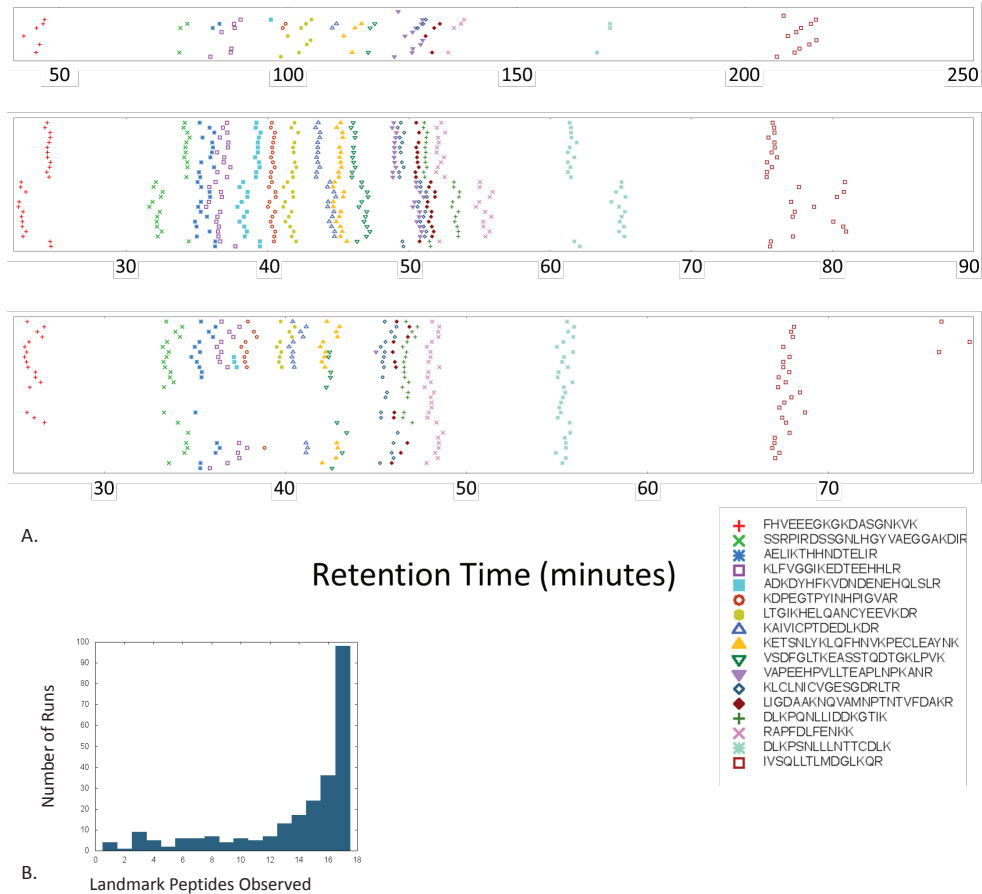 50 100 150 200 250
30 40 50 60 70 80 90
30 40 50 60 70
A.
Retention Time (minutes)
FHVEEEGKGKDASGNKVK
SSRPIRDSSGNLHGYVAEGGAKDIR
AELIKTHHNDTELIR
KLFVGGIKEDTEEHHLR
ADKDYHFKVDNDENEHQLSLR
KDPEGTPYINHPIGVAR
LTGIKHELQANCYEEVKDR
KAIVICPTDEDLKDR
KETSNLYKLQFHNVKPECLEAYNK
VSDFGLTKEASSTQDTGKLPVK
VAPEEHPVLLTEAPLNPKANR
KLCLNICVGESGDRLTR
LIGDAAKNQVAMNPTNTVFDAKR
DLKPQNLLIDDKGTIK
RAPFDLFENKK
DLKPSNLLLNTTCDLK
IVSQLLTLMDGLKQR
Number of Runs
100
90
80
70
60
50
40
30
20
10
0
0 2 4 6 8 10 12 14 16 18
B.
Landmark Peptides Observed